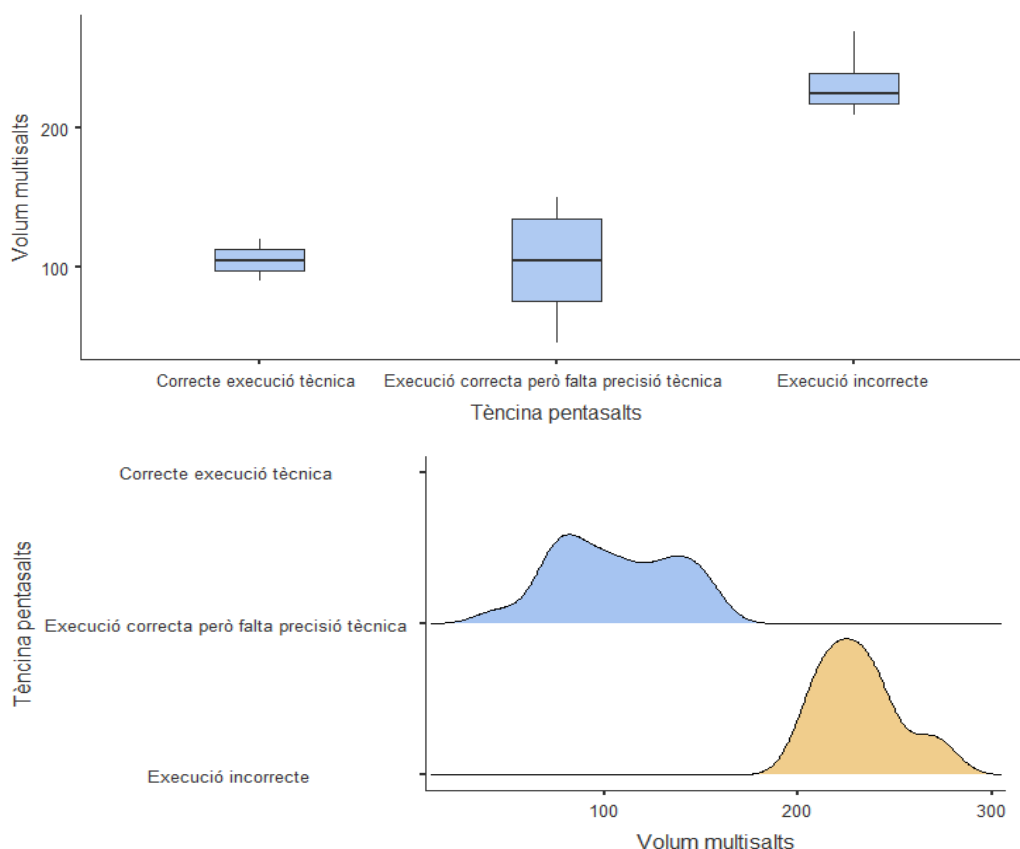 Volum multisalts
200
100
Correcte execució tècnica
Execució correcta però falta precisió tècnica
Execució incorrecte
Tèncina pentasalts
Tèncina pentasalts
Correcte execució tècnica
Execució correcta però falta precisió tècnica
Execució incorrecte
100
200
300
Volum multisalts